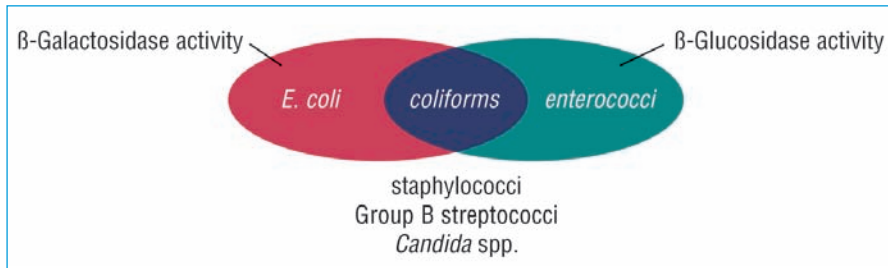 ß-Galactosidase activity
ß-Glucosidase activity
E. coli
coliforms
enterococci
staphylococci
Group B streptococci
Candida spp.